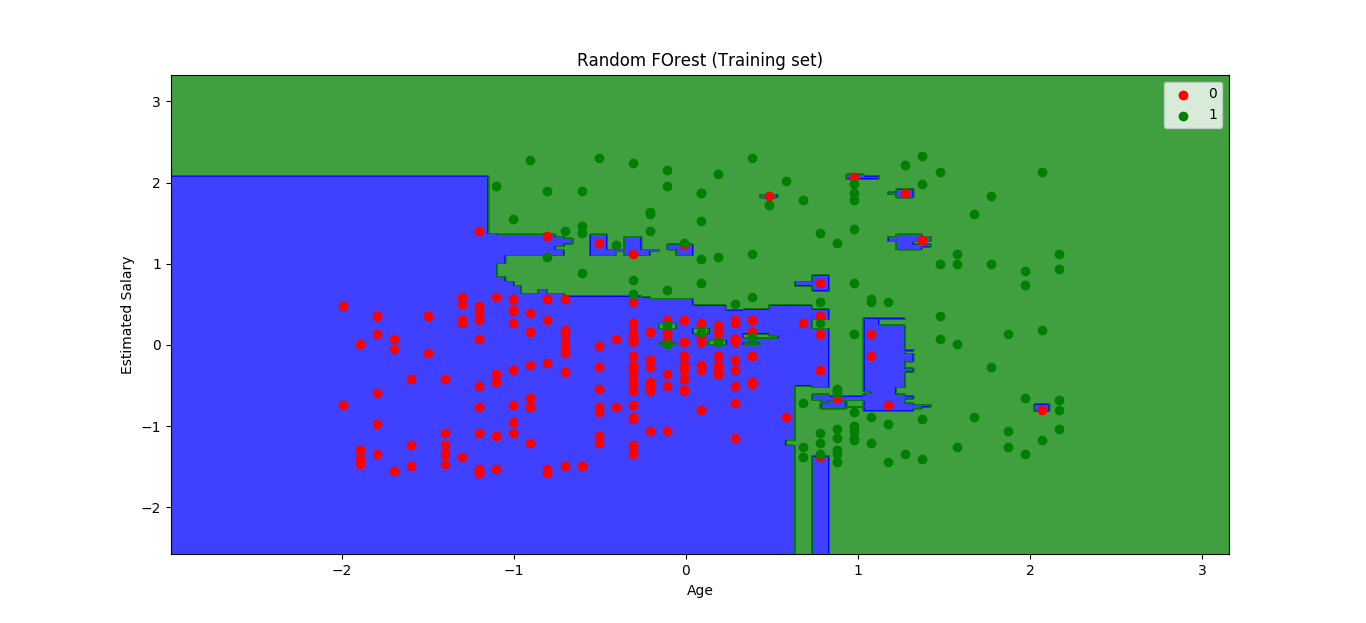 Random FOrest (Training set)
0
1
3
2
1
0
−1
−2
Estimated Salary
−2 −1 0 1 2 3
Age